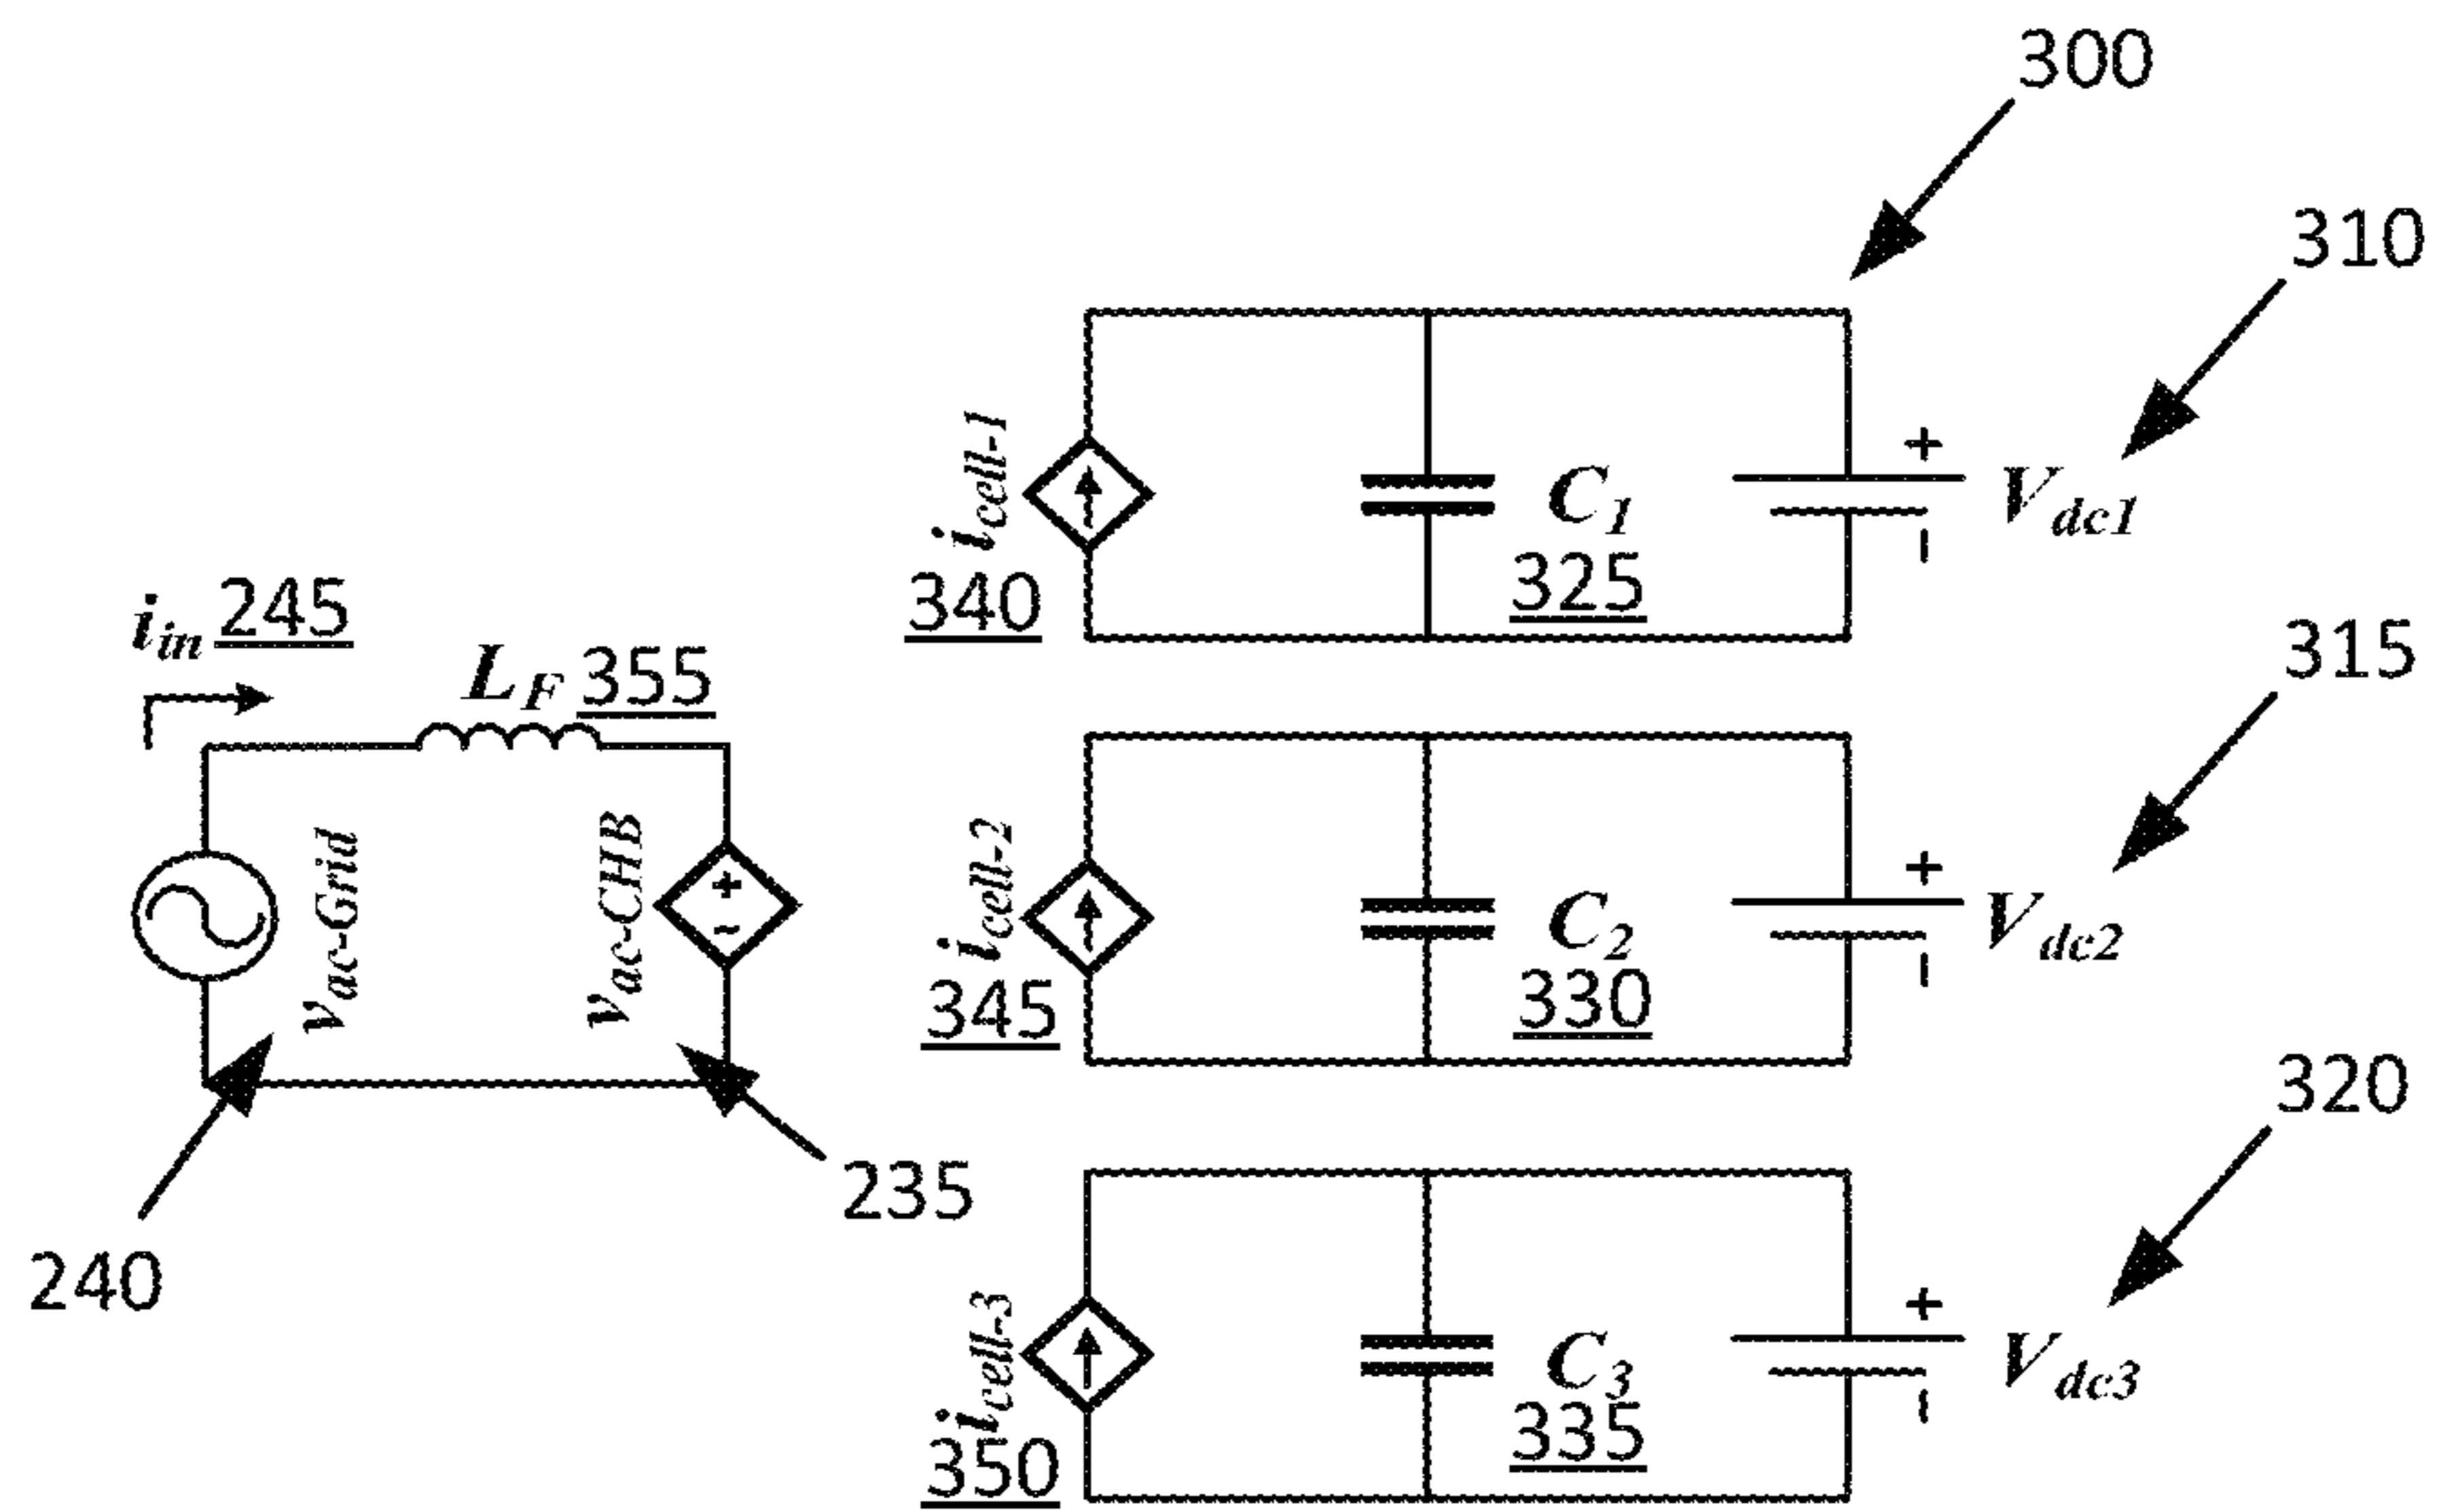 300
310
+
i_cell-1
C_1
V_dc1
-
325
340
i_in 245
315
L_F 355
+
v_ac-Grid
v_ac-CHB
+
-
i_cell-2
C_2
V_dc2
-
345
330
320
235
240
+
i_cell-3
C_3
V_dc3
-
350
335